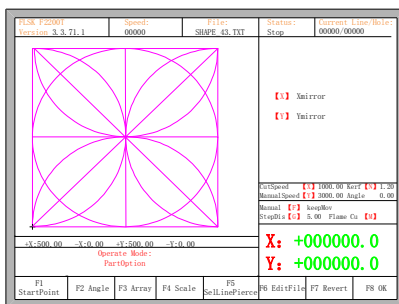 FLSK F2200T
Version 3.3.71.1
Speed:
00000
File:
SHAPE_43.TXT
Status:
Stop
Current Line/Hole:
00000/00000
【X】 Xmirror
【Y】 Ymirror
CutSpeed 【X】1000.00 Kerf【N】1.20
ManualSpeed【Y】3000.00 Angle 0.00
Manual 【F】 keepMov
StepDis【G】 5.00 Flame Cu 【M】
+X:500.00 -X:0.00 +Y:500.00 -Y:0.00
Operate Mode:
PartOption
X: +000000.0
Y: +000000.0
F1 StartPoint
F2 Angle
F3 Array
F4 Scale
F5 SelLinePierce
F6 EditFile
F7 Revert
F8 OK